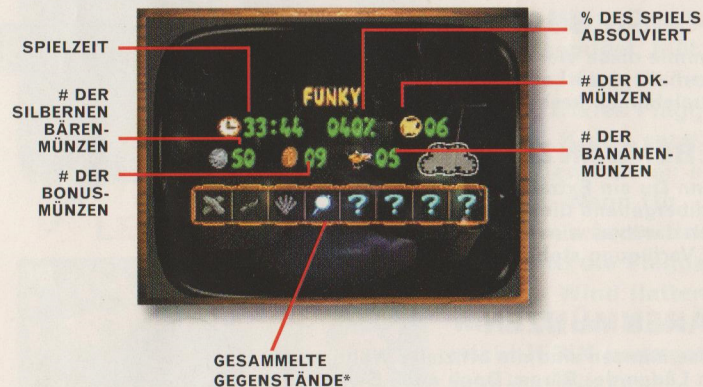 SPIELZEIT
# DER
SILBERNEN
BÄREN-
MÜNZEN
# DER
BONUS-
MÜNZEN
FUNKY
33:44 040% 06
50 09 05
? ? ? ?
% DES SPIELS
ABSOLVIERT
# DER DK-
MÜNZEN
# DER
BANANEN-
MÜNZEN
GESAMMELTE
GEGENSTÄNDE*